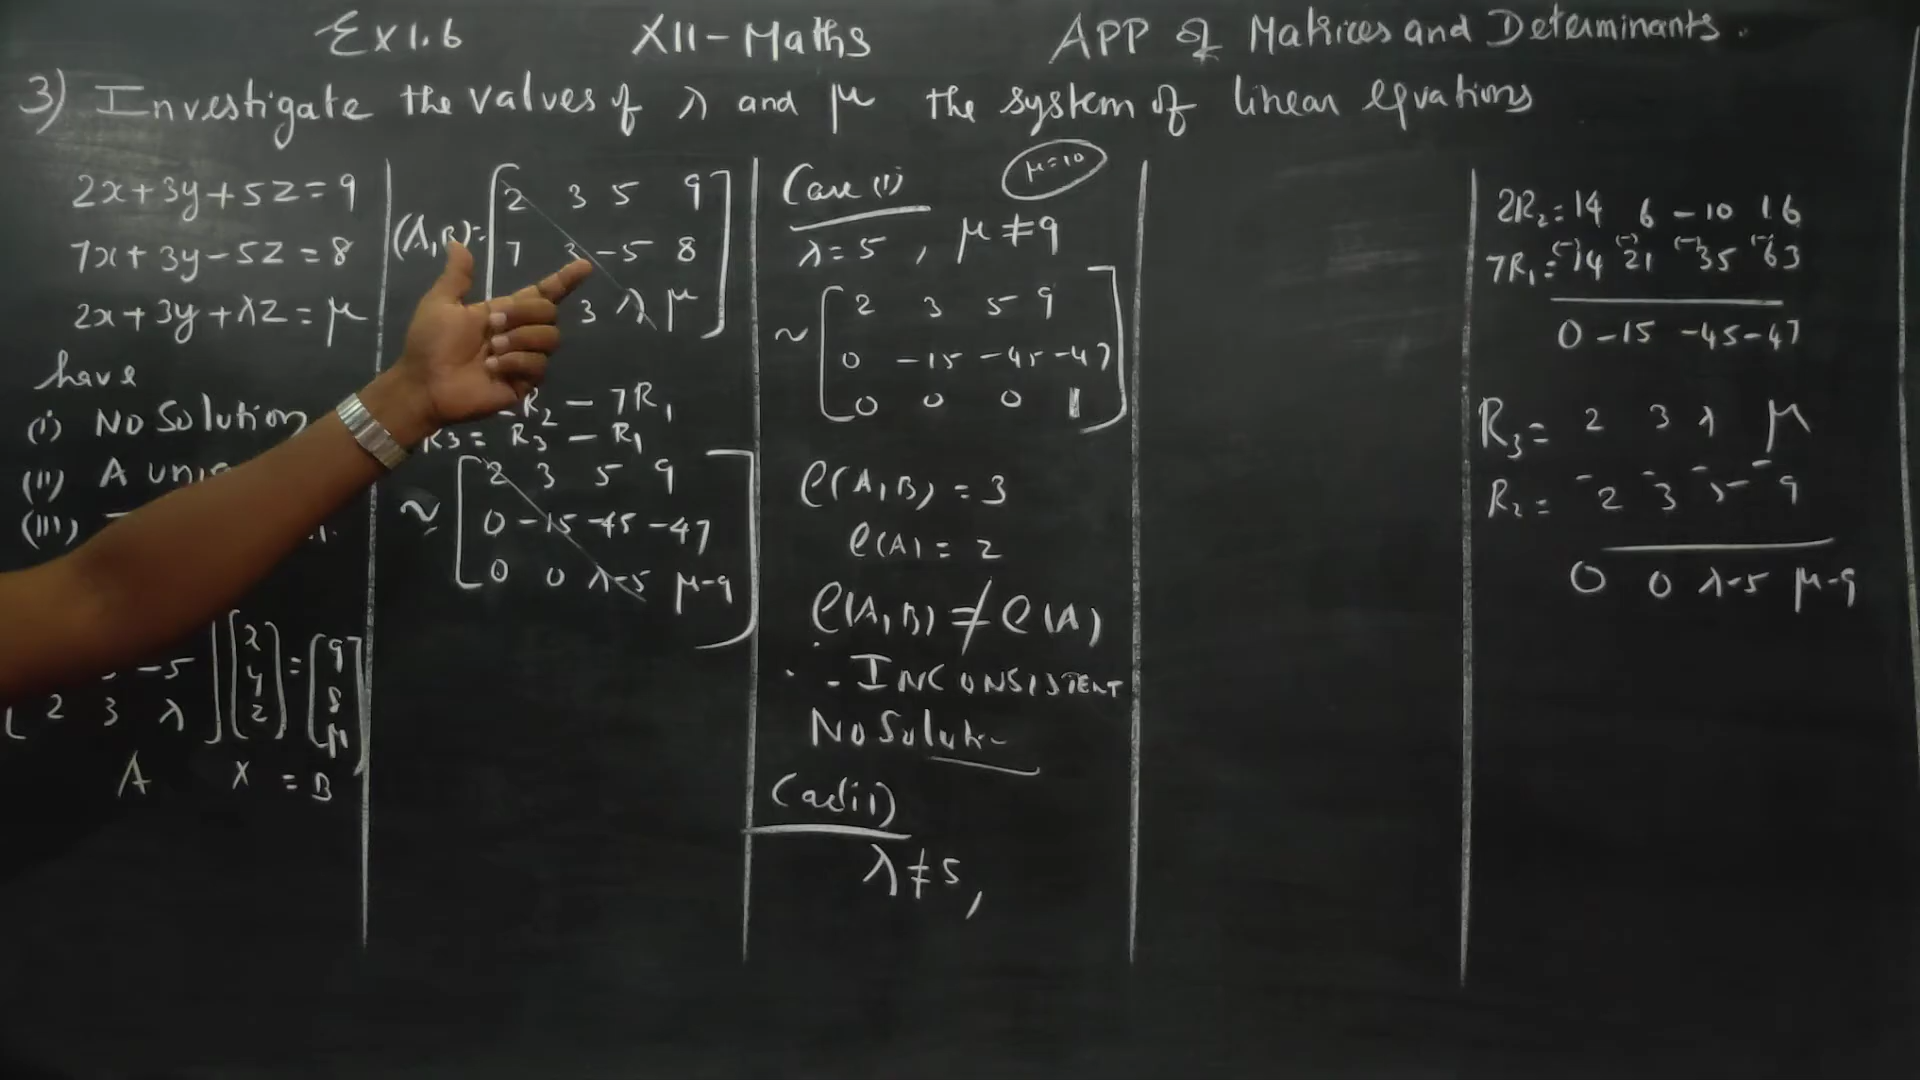 Ex 1.6 XII-Maths APP of Matrices and Determinants.
3) Investigate the values of λ and μ the system of linear equations
2x+3y+5z=9
7x+3y-5z=8
2x+3y+λz=μ
have
(i) No Solution
(ii) A uni
(iii)
-5
2 3 λ
x
y
z
=
9
8
μ
A X = B
(A,B)=
2 3 5 9
7 3 -5 8
3 λ μ
R2 - 7R1
R3 = R3 - R1
~
2 3 5 9
0 -15 -45 -47
0 0 λ-5 μ-9
Case (i)
μ=10
λ=5, μ≠9
~
2 3 5 9
0 -15 -45 -47
0 0 0 1
ρ(A,B) = 3
ρ(A) = 2
ρ(A,B) ≠ ρ(A)
∴ INCONSISTENT
No Solution
Case(ii)
λ≠5,
2R2 = 14 6 -10 16
7R1 = (-)14 (-)21 (-)35 (-)63
0 -15 -45 -47
R3 = 2 3 λ μ
R2 = -2 -3 -5 -9
0 0 λ-5 μ-9